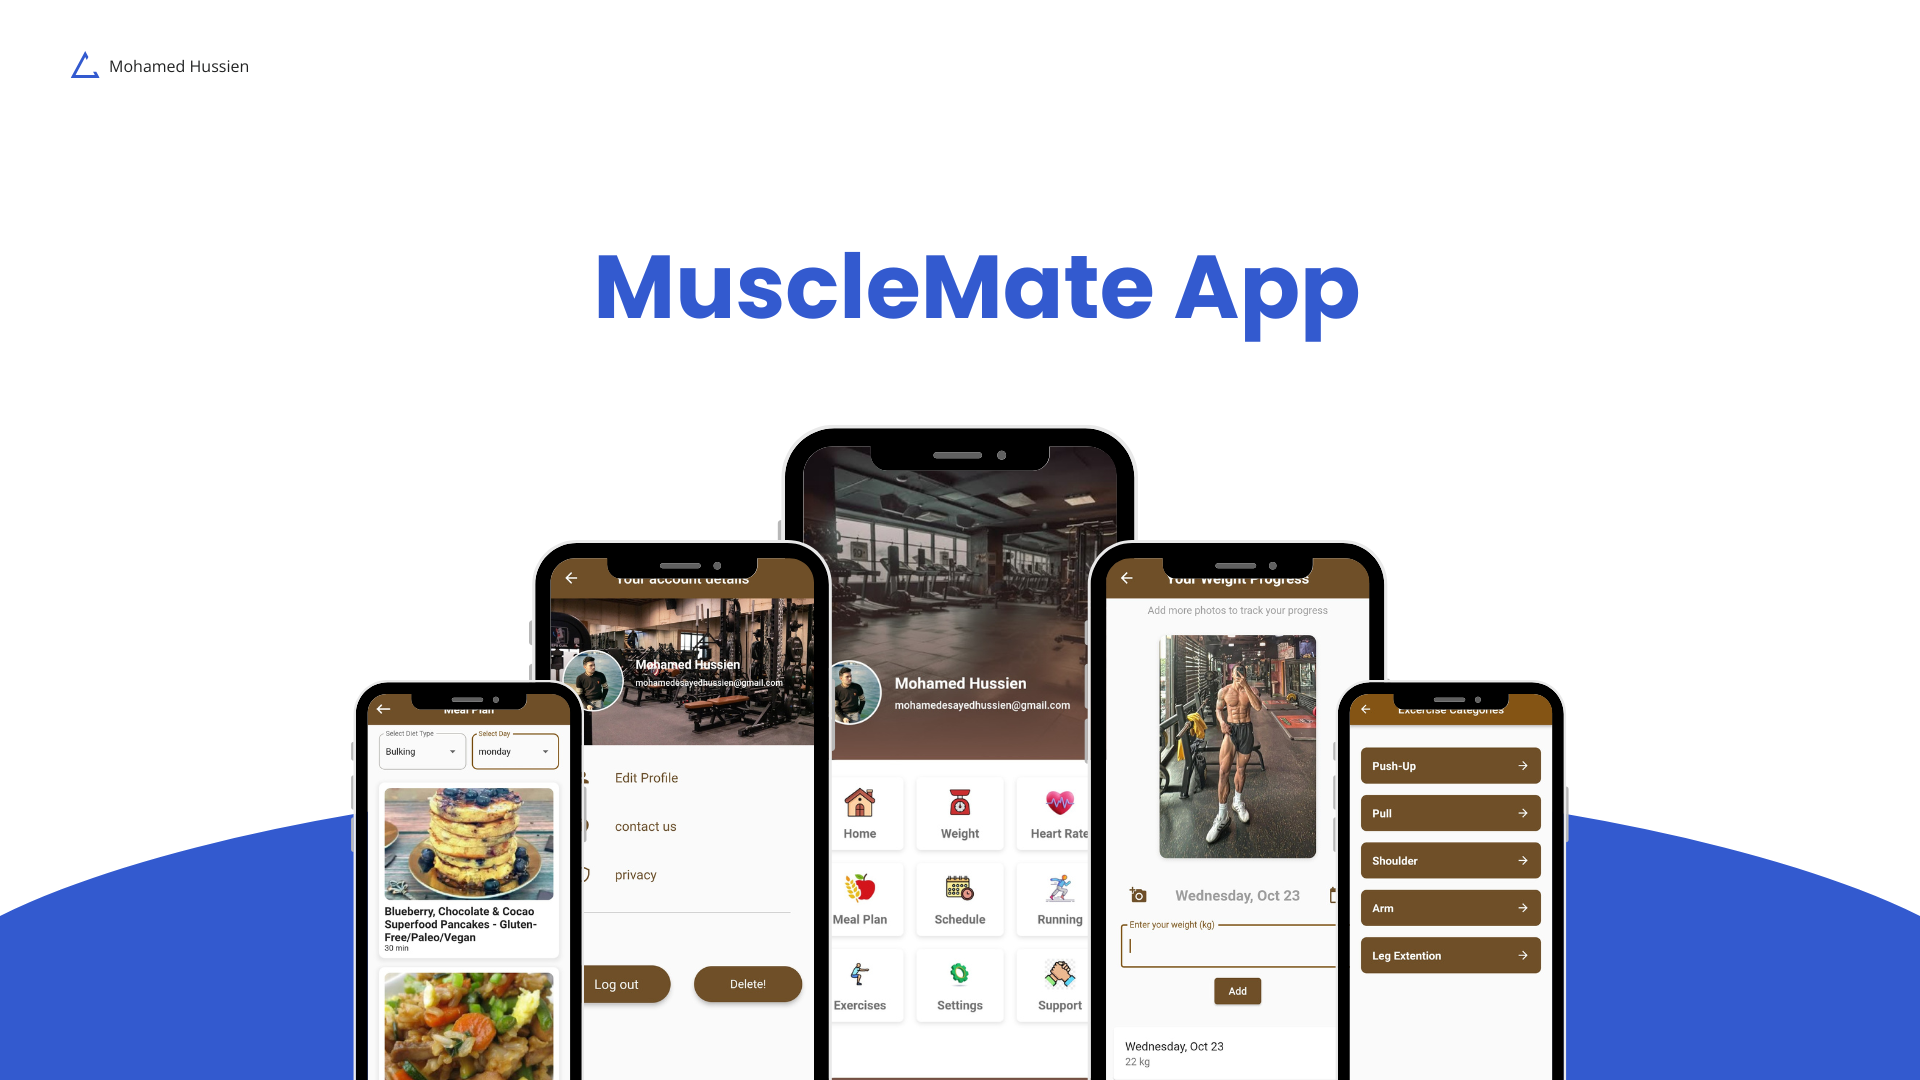 Mohamed Hussien
MuscleMate App
Meal Plan
Select Diet Type
Bulking
Select Day
monday
Blueberry, Chocolate & Cocao
Superfood Pancakes - Gluten-
Free/Paleo/Vegan
30 min
Your account details
Mohamed Hussien
mohamedesayedhussien@gmail.com
Edit Profile
contact us
privacy
Log out
Delete!
Mohamed Hussien
mohamedesayedhussien@gmail.com
Home
Weight
Heart Rate
Meal Plan
Schedule
Running
Exercises
Settings
Support
Your Weight Progress
Add more photos to track your progress
Wednesday, Oct 23
Enter your weight (kg)
Add
Wednesday, Oct 23
22 kg
Excercise Categories
Push-Up
Pull
Shoulder
Arm
Leg Extention